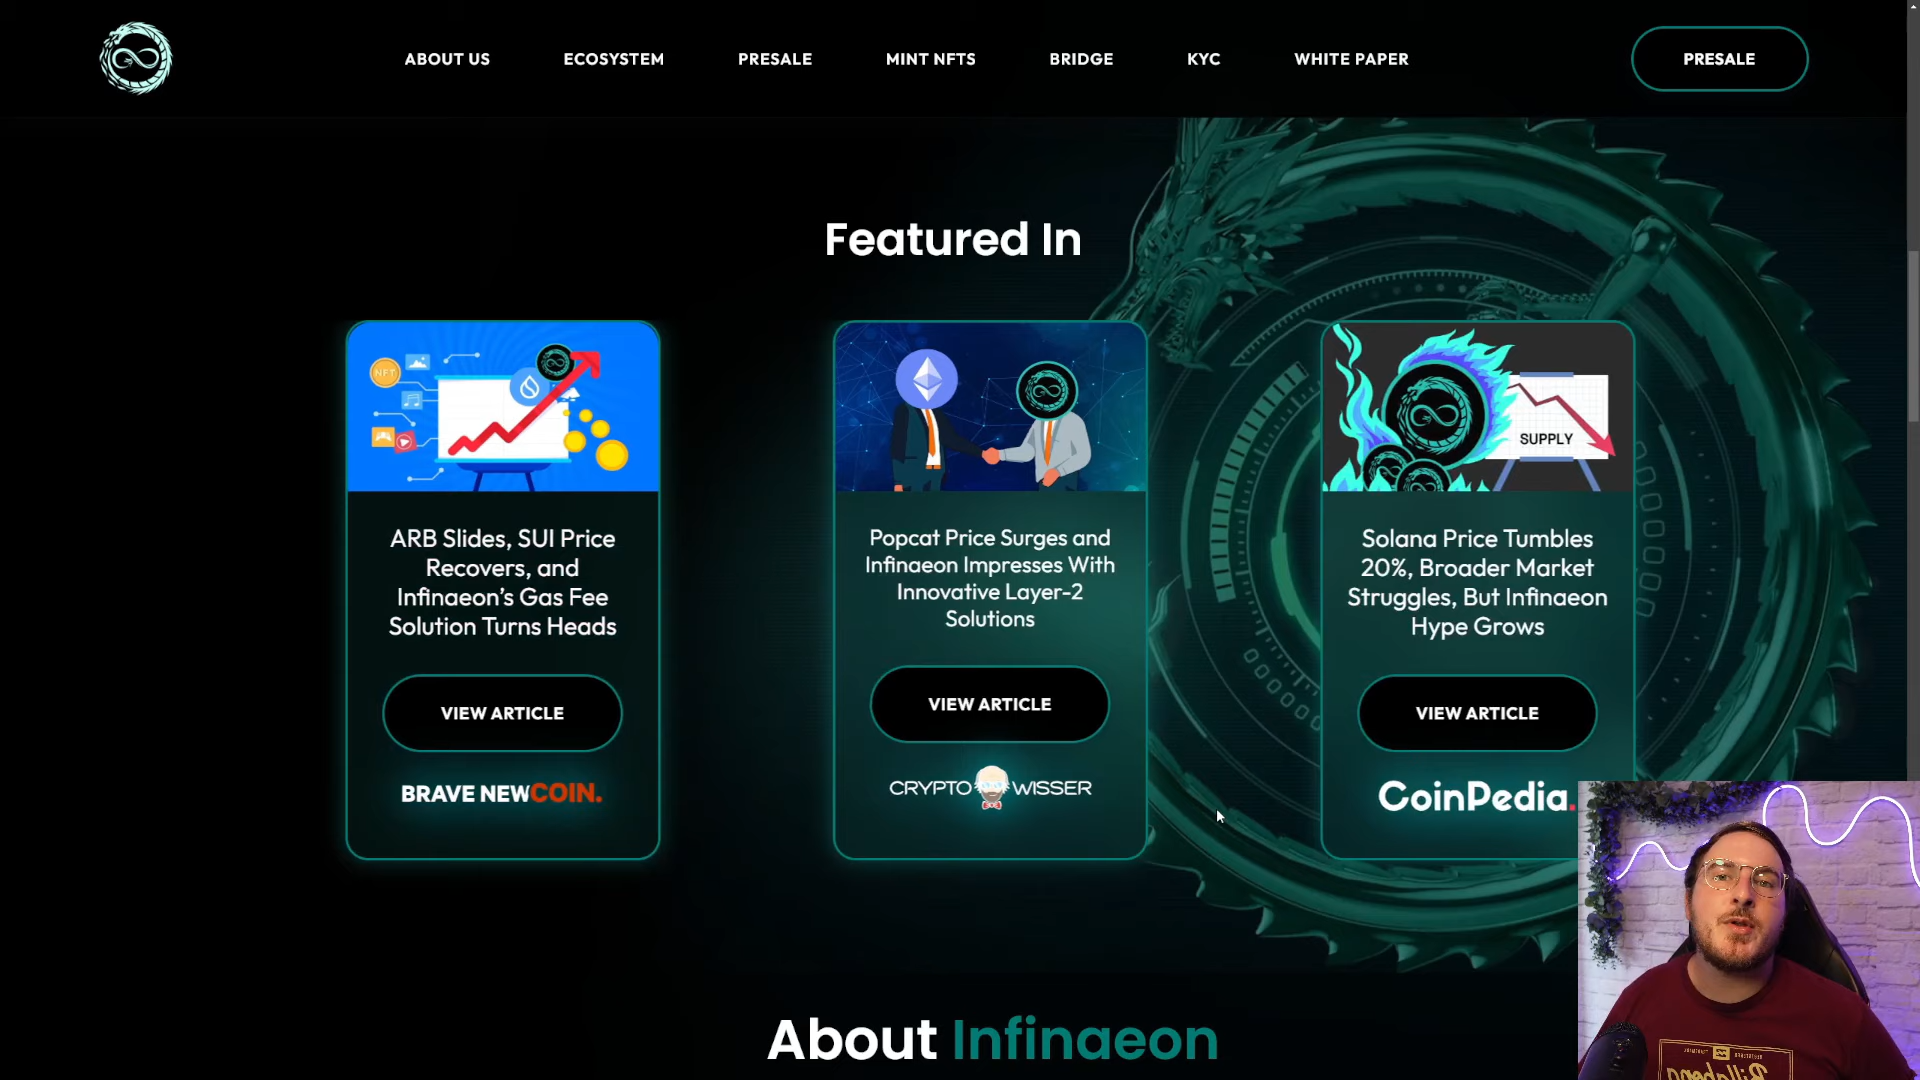 ABOUT US
ECOSYSTEM
PRESALE
MINT NFTS
BRIDGE
KYC
WHITE PAPER
PRESALE
Featured In
NFT
SUPPLY
ARB Slides, SUI Price
Recovers, and
Infinaeon's Gas Fee
Solution Turns Heads
VIEW ARTICLE
BRAVE NEWCOIN.
Popcat Price Surges and
Infinaeon Impresses With
Innovative Layer-2
Solutions
VIEW ARTICLE
CRYPTO WISSER
Solana Price Tumbles
20%, Broader Market
Struggles, But Infinaeon
Hype Grows
VIEW ARTICLE
CoinPedia.
About Infinaeon